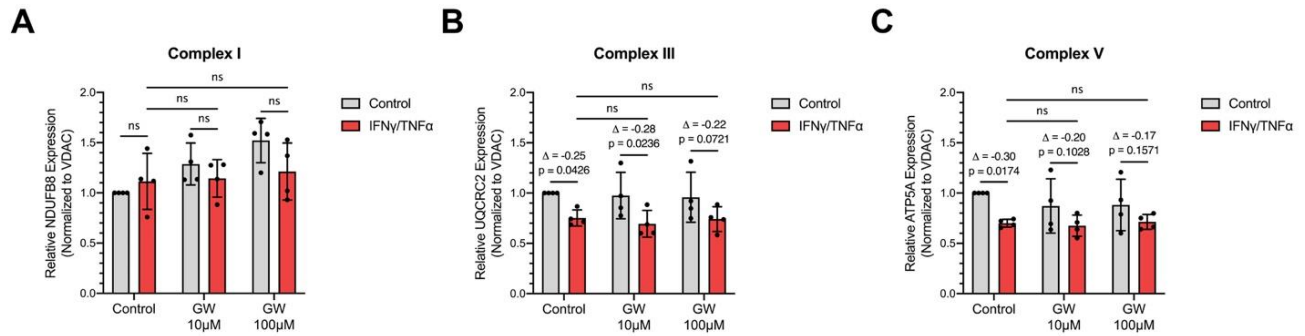 A
Complex I
ns
ns
ns
ns
ns
Relative NDUFB8 Expression
(Normalized to VDAC)
2.0
1.5
1.0
0.5
0.0
Control
GW
10μM
GW
100μM
Control
IFNγ/TNFα
B
Complex III
ns
ns
Δ = -0.25
p = 0.0426
Δ = -0.28
p = 0.0236
Δ = -0.22
p = 0.0721
Relative UQCRC2 Expression
(Normalized to VDAC)
2.0
1.5
1.0
0.5
0.0
Control
GW
10μM
GW
100μM
Control
IFNγ/TNFα
C
Complex V
ns
ns
Δ = -0.30
p = 0.0174
Δ = -0.20
p = 0.1028
Δ = -0.17
p = 0.1571
Relative ATP5A Expression
(Normalized to VDAC)
2.0
1.5
1.0
0.5
0.0
Control
GW
10μM
GW
100μM
Control
IFNγ/TNFα